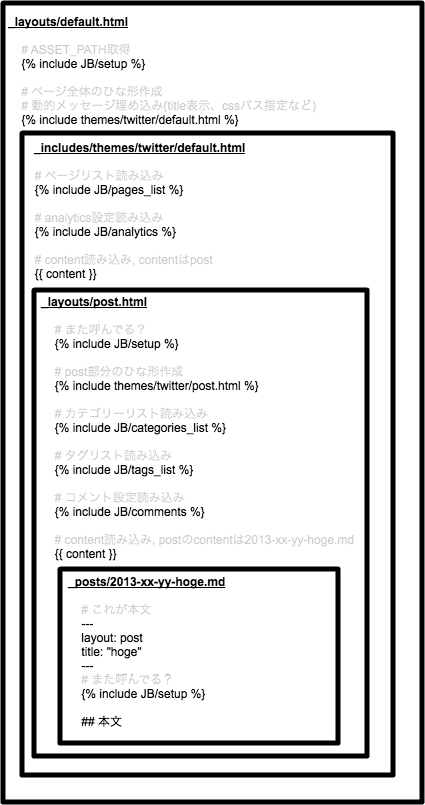 _layouts/default.html
# ASSET_PATH取得
{% include JB/setup %}
# ページ全体のひな形作成
# 動的メッセージ埋め込み(title表示、cssパス指定など)
{% include themes/twitter/default.html %}
_includes/themes/twitter/default.html
# ページリスト読み込み
{% include JB/pages_list %}
# analytics設定読み込み
{% include JB/analytics %}
# content読み込み, contentはpost
{{ content }}
_layouts/post.html
# また呼んでる？
{% include JB/setup %}
# post部分のひな形作成
{% include themes/twitter/post.html %}
# カテゴリーリスト読み込み
{% include JB/categories_list %}
# タグリスト読み込み
{% include JB/tags_list %}
# コメント設定読み込み
{% include JB/comments %}
# content読み込み, postのcontentは2013-xx-yy-hoge.md
{{ content }}
_posts/2013-xx-yy-hoge.md
# これが本文
---
layout: post
title: "hoge"
---
# また呼んでる？
{% include JB/setup %}
## 本文